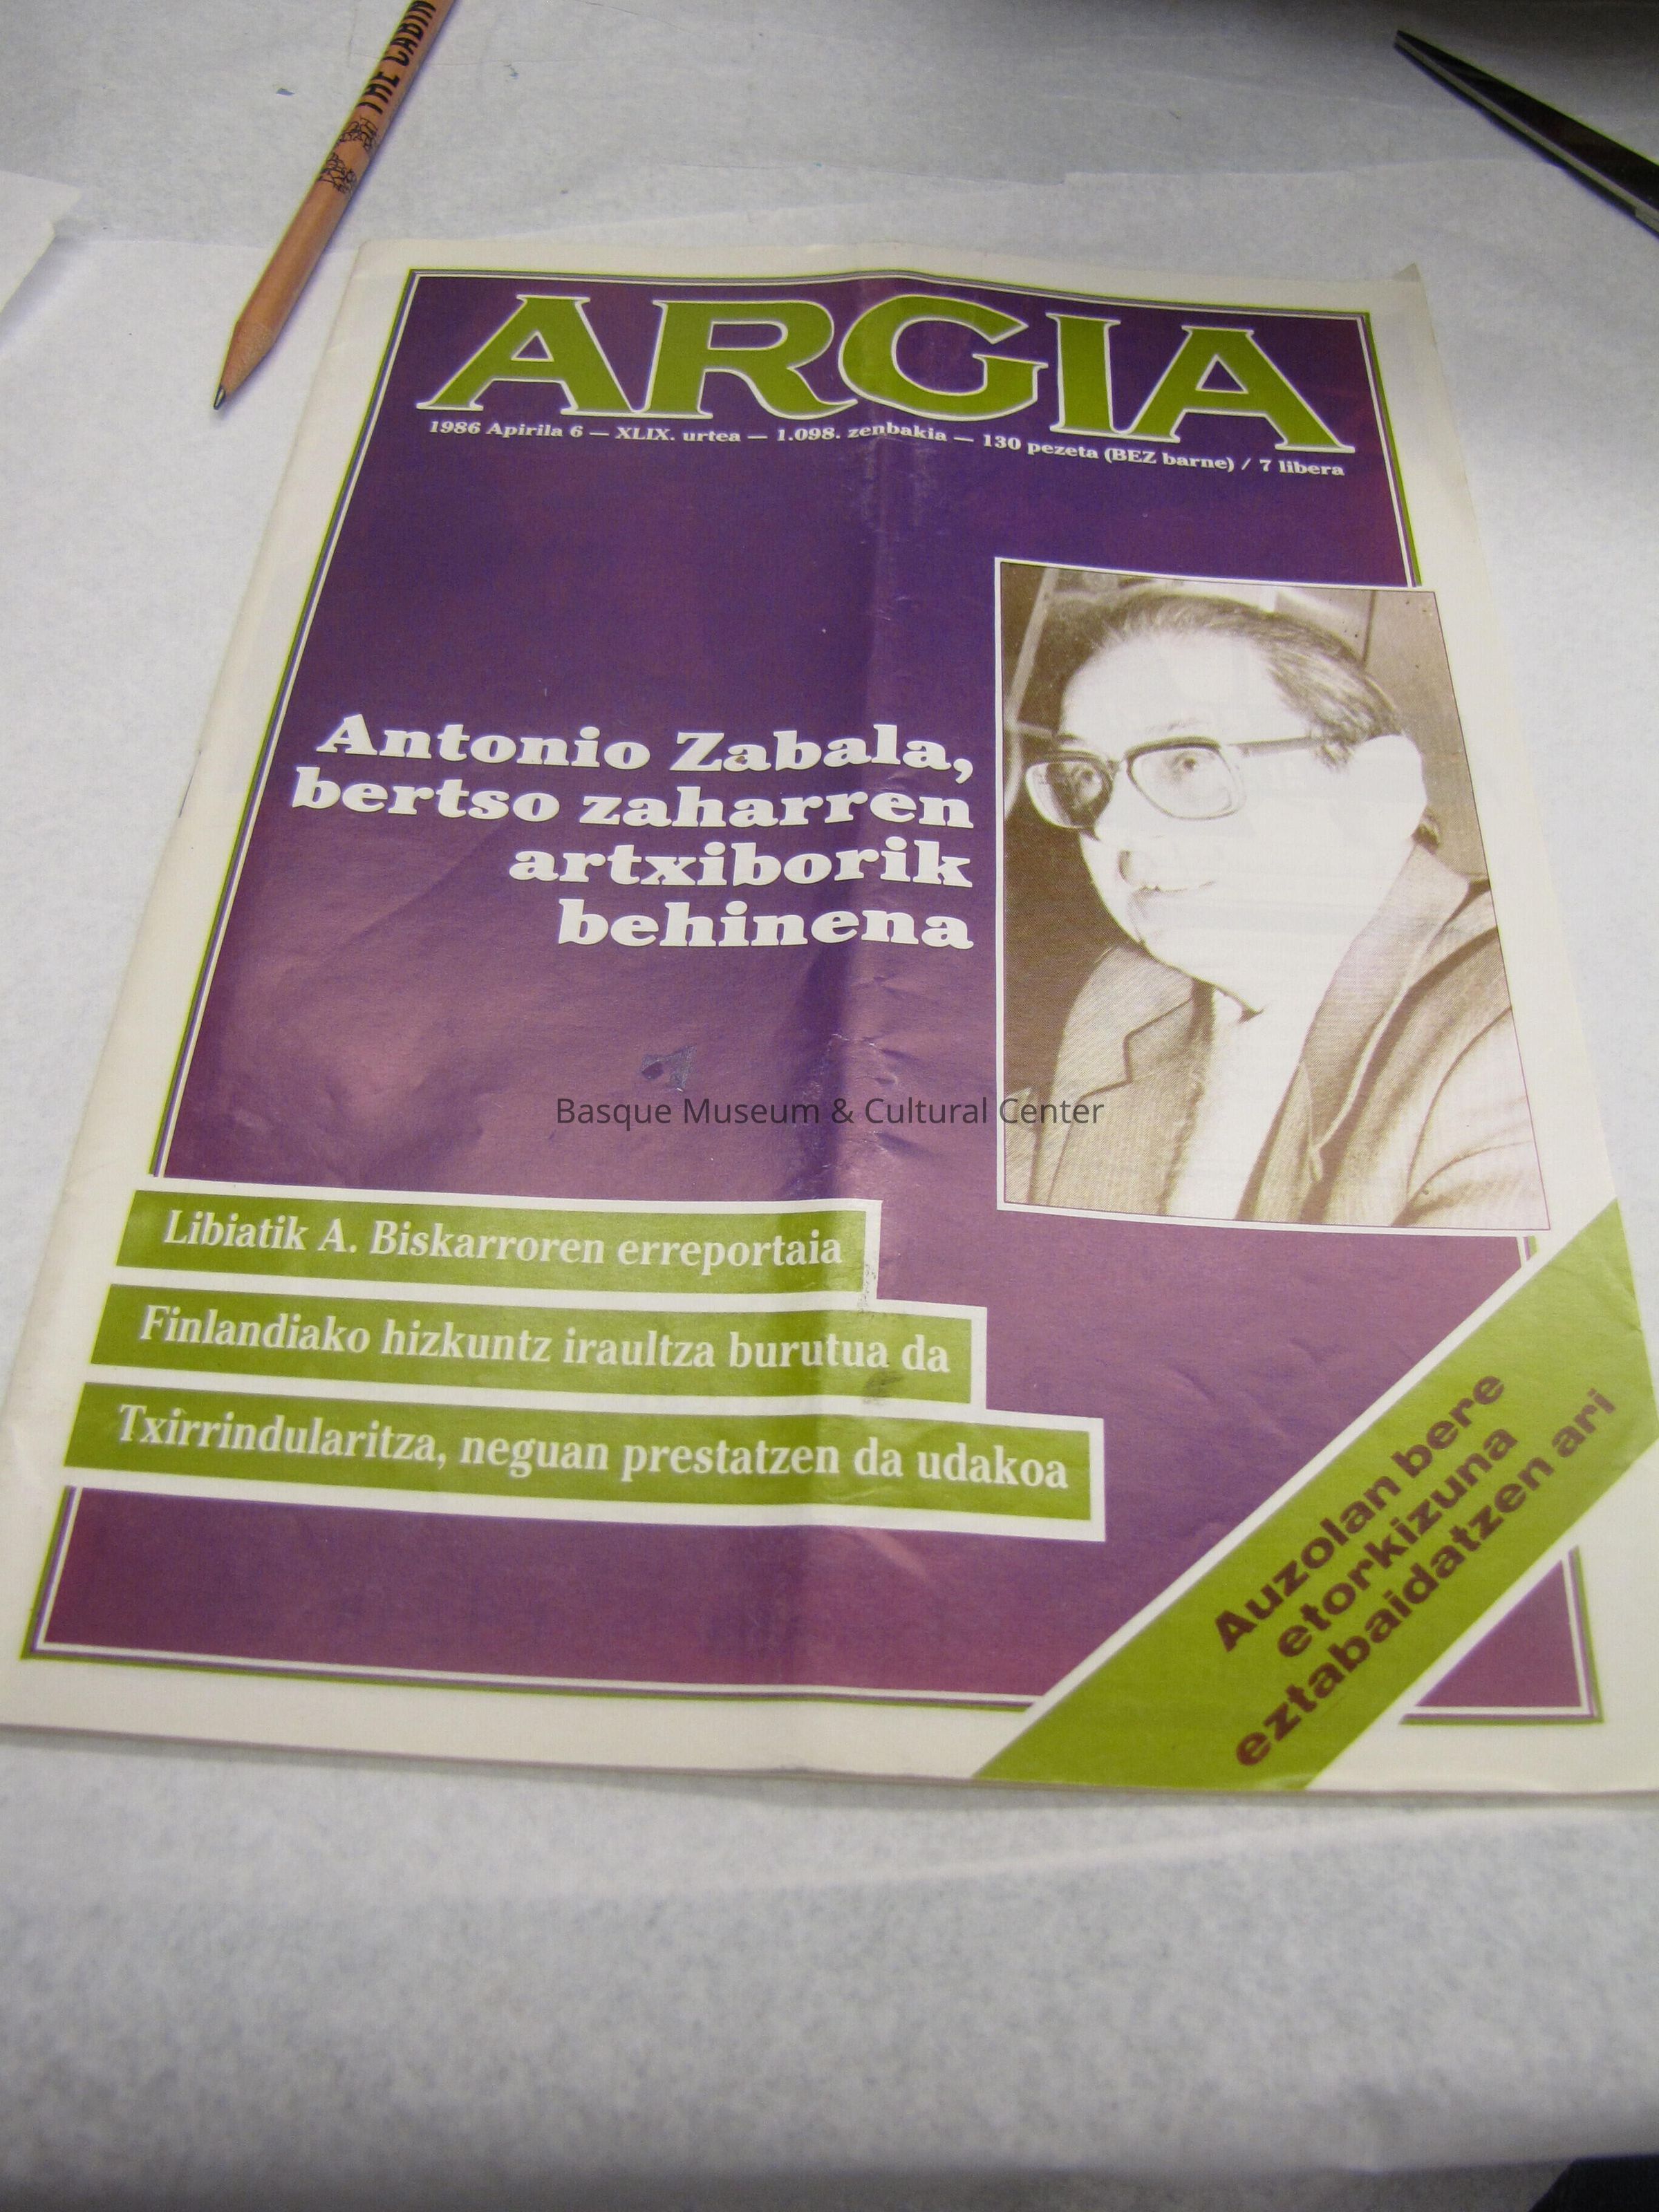 THE CABIN
ARGIA
1986 Apirila 6 — XLIX. urtea — 1.098. zenbakia — 130 pezeta (BEZ barne) / 7 libera
Antonio Zabala,
bertso zaharren
artxiborik
behinena
Basque Museum & Cultural Center
Libiatik A. Biskarroren erreportaia
Finlandiako hizkuntz iraultza burutua da
Txirrindularitza, neguan prestatzen da udakoa
Auzolan bere
etorkizuna
eztabaidatzen ari